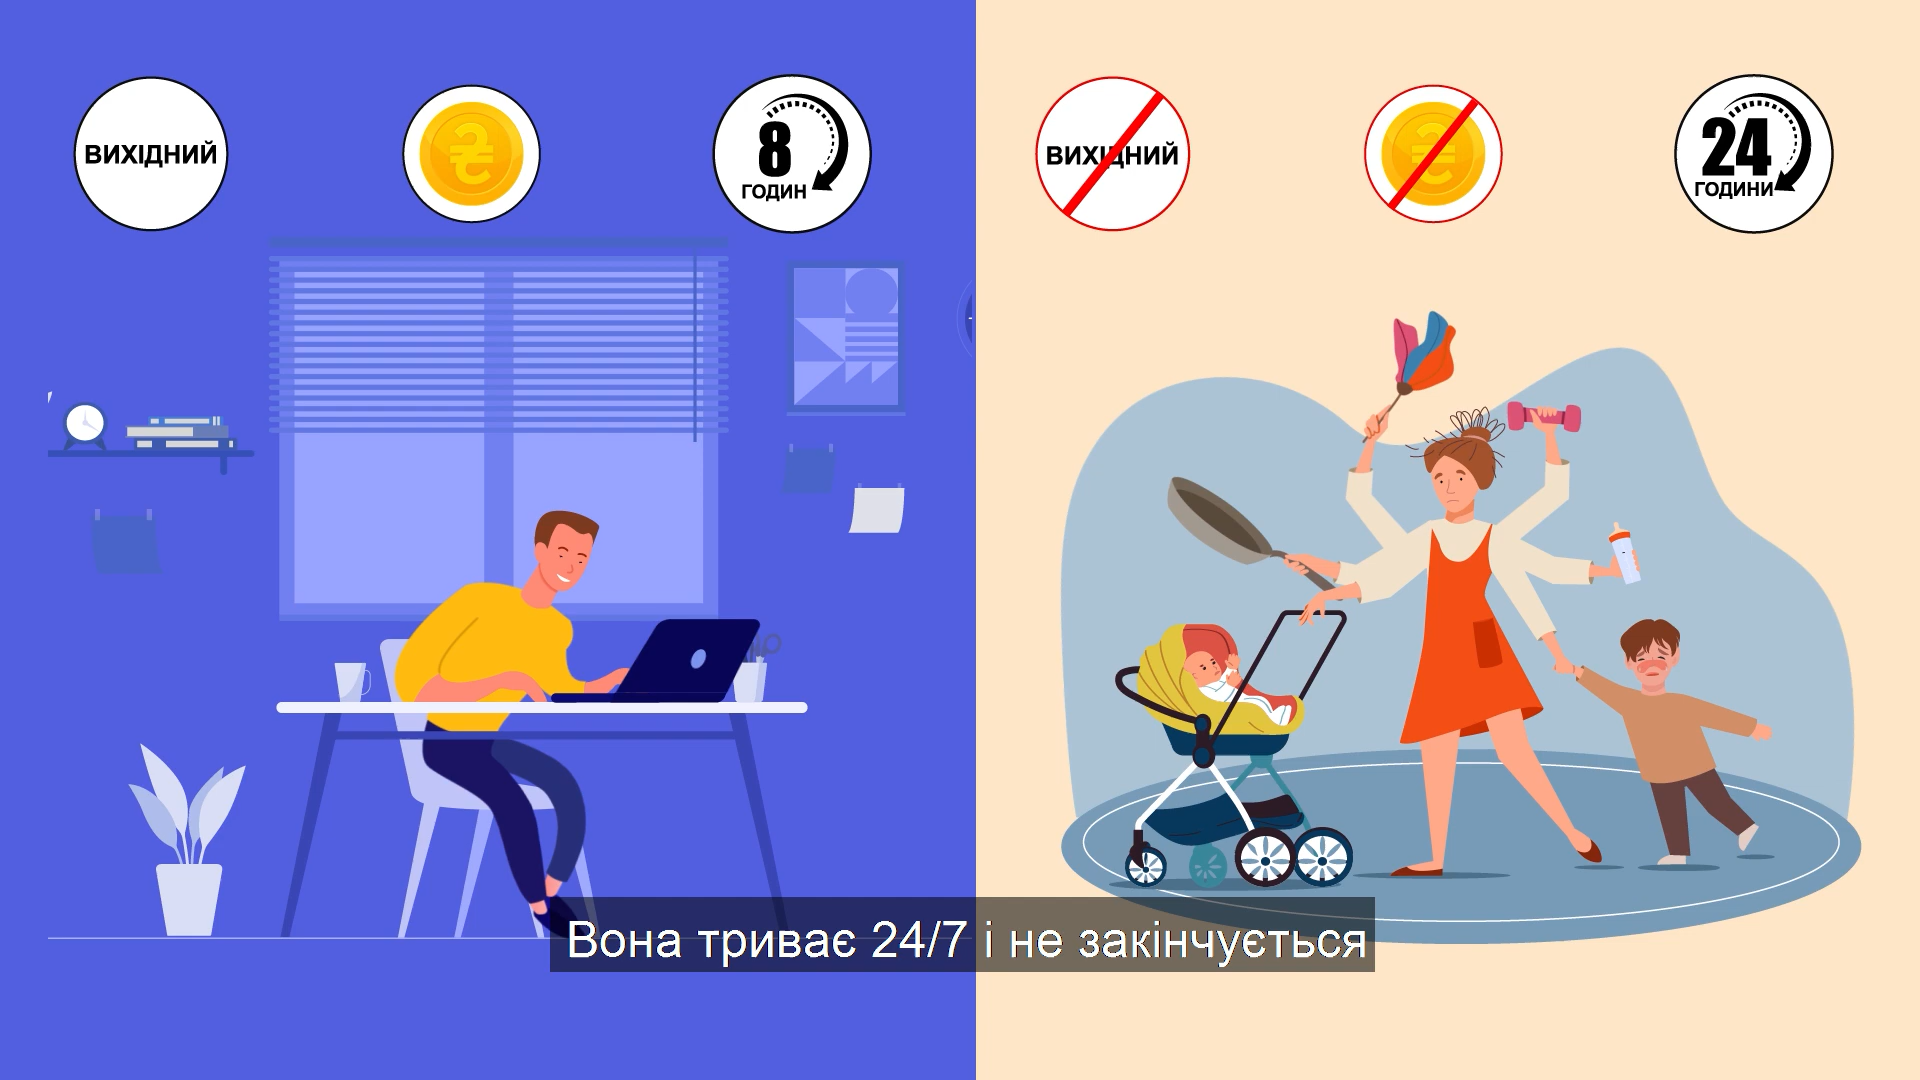 ВИХІДНИЙ
₴
8
ГОДИН
ВИХІДНИЙ
₴
24
ГОДИНИ
Вона триває 24/7 і не закінчується